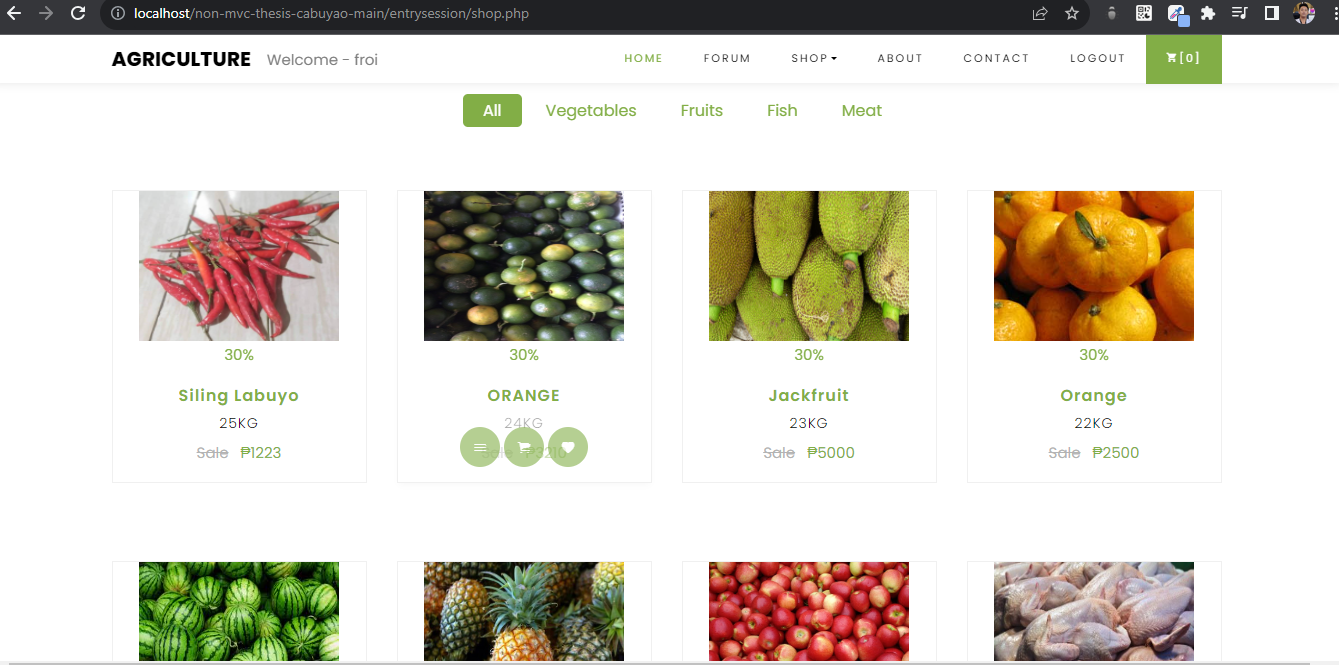 localhost/non-mvc-thesis-cabuyao-main/entrysession/shop.php
AGRICULTURE Welcome - froi HOME FORUM SHOP ABOUT CONTACT LOGOUT [0]
All Vegetables Fruits Fish Meat
30% 30% 30% 30%
Siling Labuyo ORANGE Jackfruit Orange
25KG 24KG 23KG 22KG
Sale ₱1223 Sale ₱3210 Sale ₱5000 Sale ₱2500